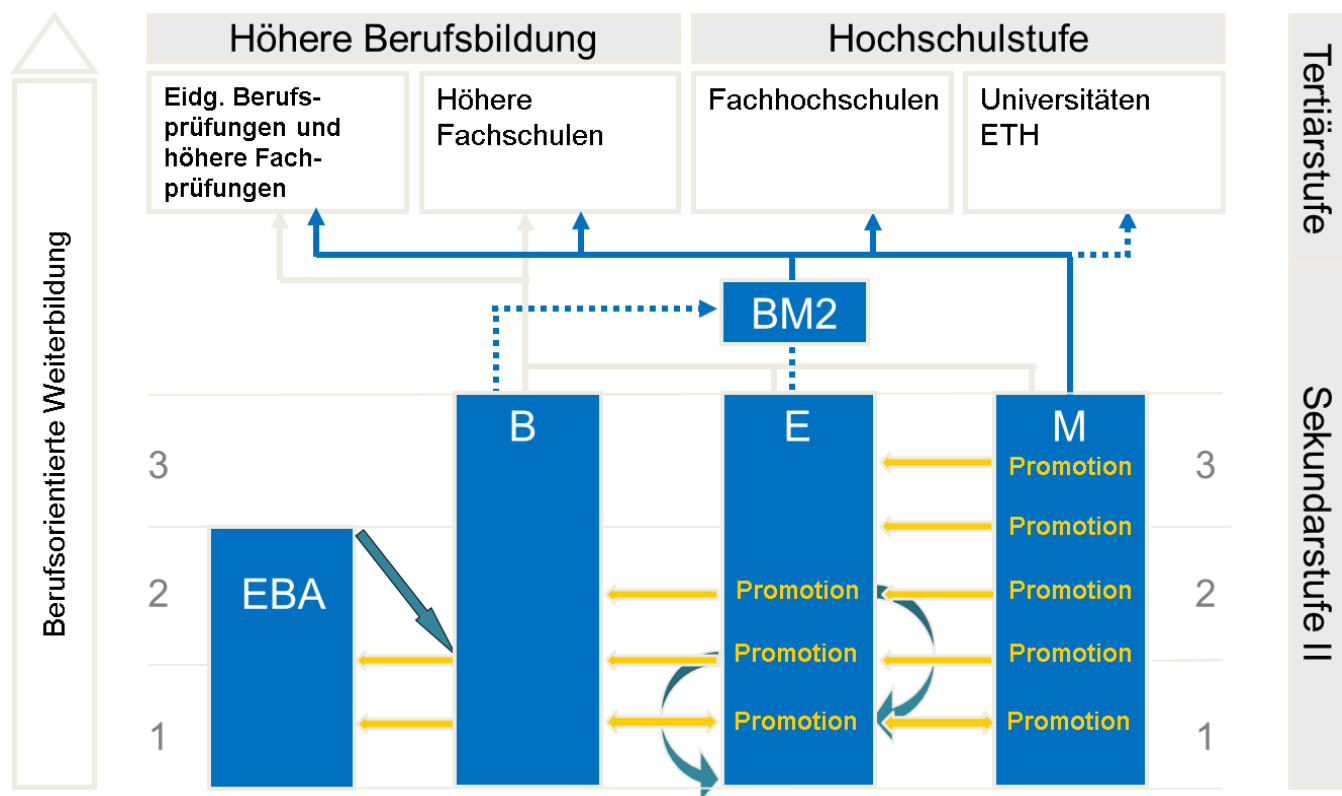 Höhere Berufsbildung
Hochschulstufe
Eidg. Berufs-
prüfungen und
höhere Fach-
prüfungen
Höhere
Fachschulen
Fachhochschulen
Universitäten
ETH
Tertiärstufe
Berufsorientierte Weiterbildung
BM2
Sekundarstufe II
B
E
M
3
Promotion
3
Promotion
2
EBA
Promotion
Promotion
2
Promotion
Promotion
1
Promotion
Promotion
1